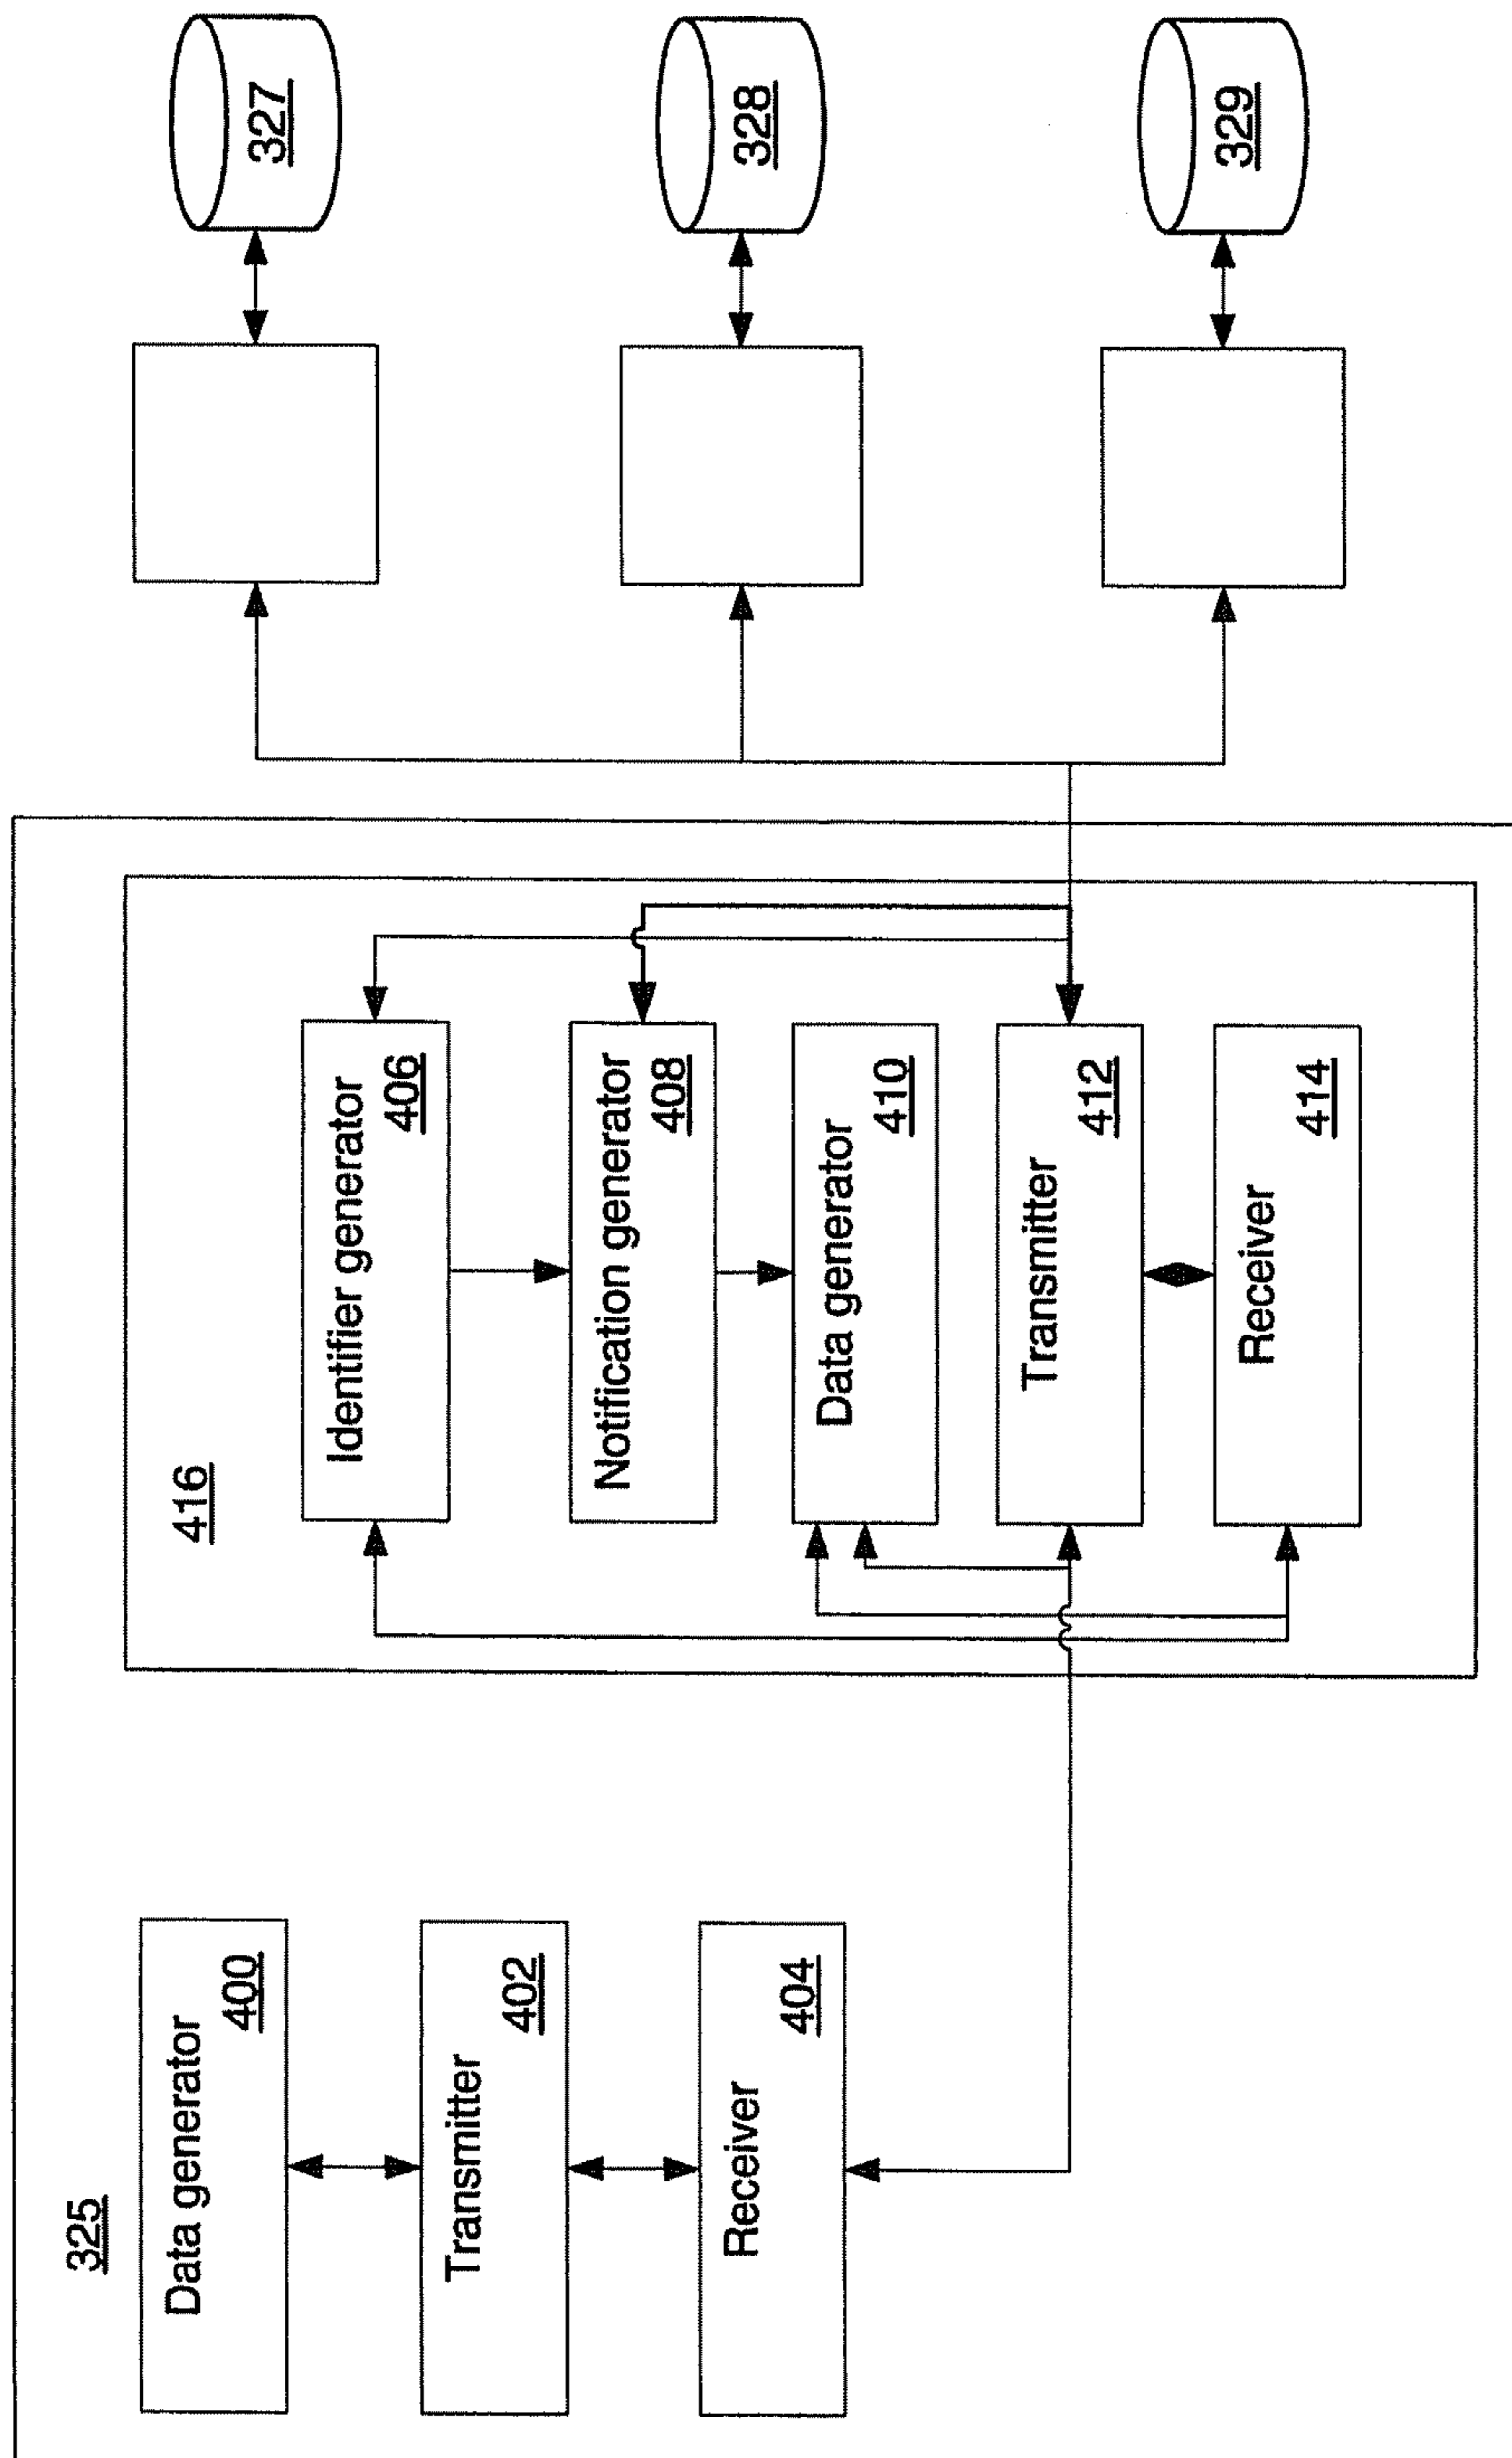 325
Data generator
400
Transmitter
402
Receiver
404
416
Identifier generator
406
Notification generator
408
Data generator
410
Transmitter
412
Receiver
414
327
328
329